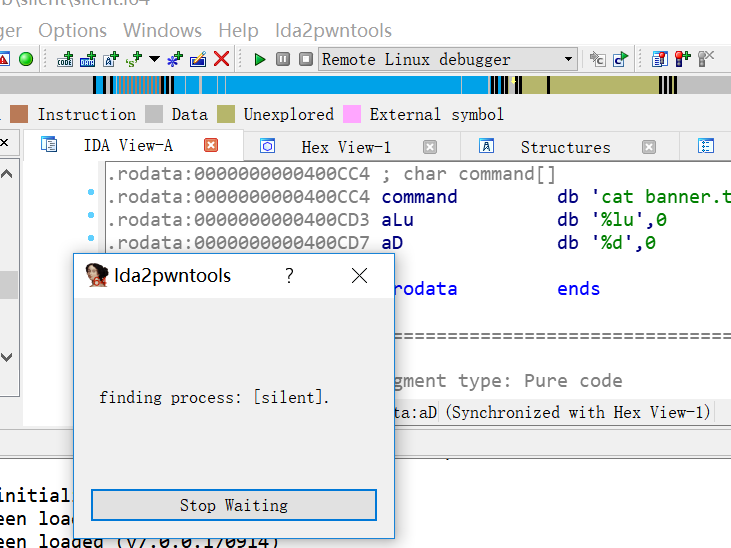 ger Options Windows Help Ida2pwntools
Remote Linux debugger
Instruction Data Unexplored External symbol
IDA View-A Hex View-1 Structures
.rodata:0000000000400CC4 ; char command[]
.rodata:0000000000400CC4 command db 'cat banner.t
.rodata:0000000000400CD3 aLu db '%lu',0
.rodata:0000000000400CD7 aD db '%d',0
Ida2pwntools ?
rodata ends
finding process: [silent].
gment type: Pure code
ta:aD (Synchronized with Hex View-1)
Stop Waiting
initial
een loa
een loaded (v7.0.0.170914)